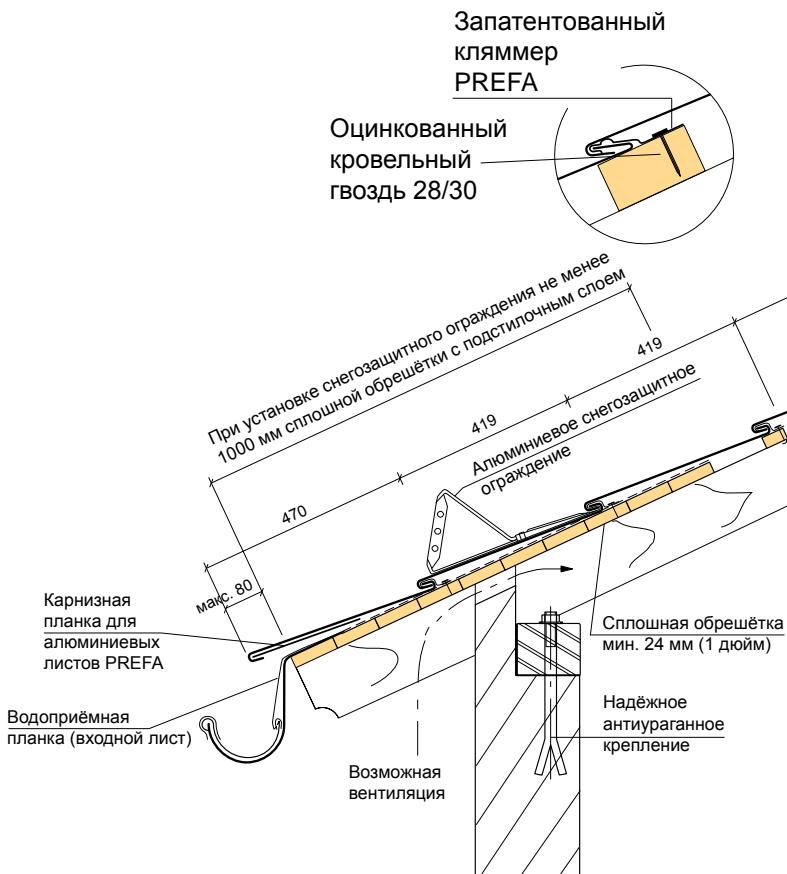 Запатентованный
кляммер
PREFA
Оцинкованный
кровельный
гвоздь 28/30
При установке снегозащитного ограждения не менее
1000 мм сплошной обрешётки с подстилочным слоем
419
419
470
макс. 80
Алюминиевое снегозащитное
ограждение
Карнизная
планка для
алюминиевых
листов PREFA
Сплошная обрешётка
мин. 24 мм (1 дюйм)
Водоприёмная
планка (входной лист)
Надёжное
антиураганное
крепление
Возможная
вентиляция